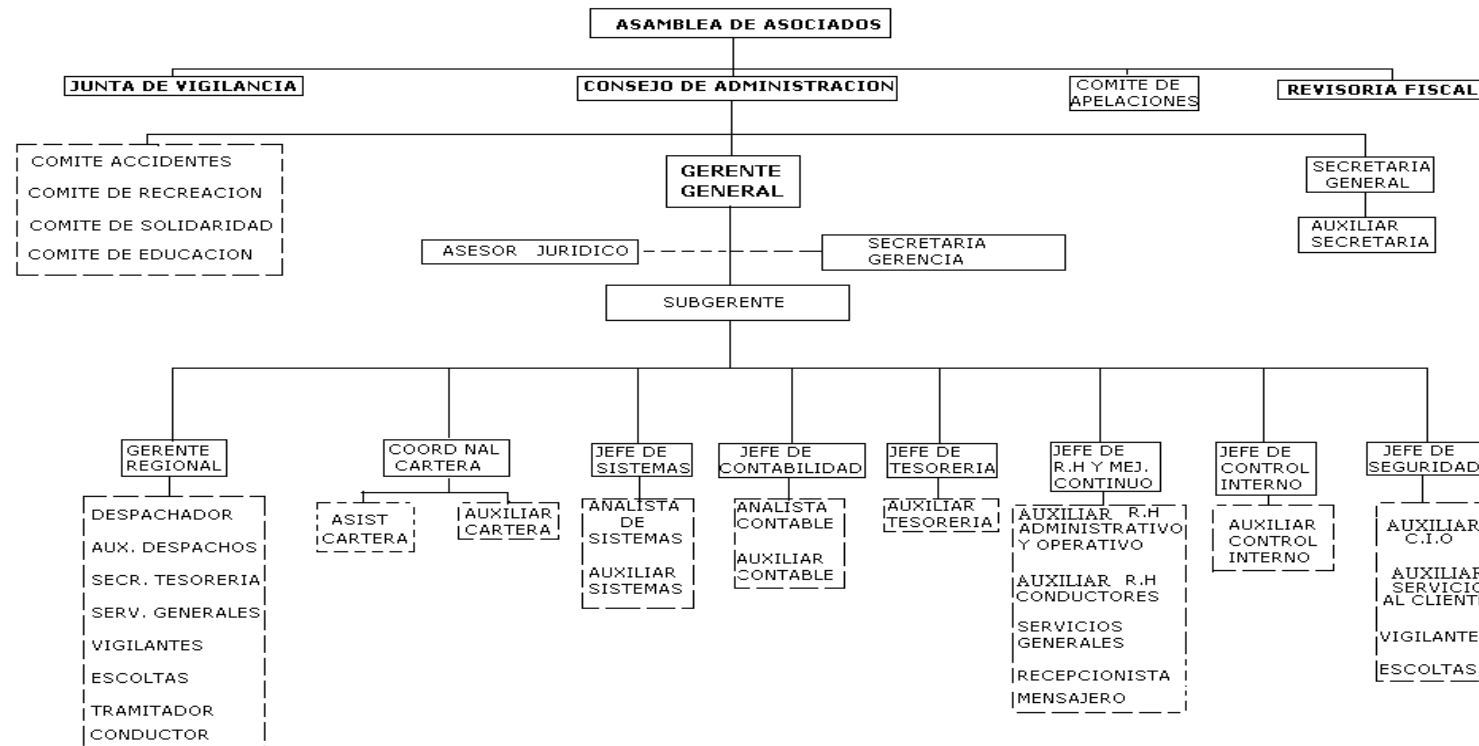 ASAMBLEA DE ASOCIADOS
JUNTA DE VIGILANCIA
CONSEJO DE ADMINISTRACION
COMITE DE
APELACIONES
REVISORIA FISCAL
COMITE ACCIDENTES
COMITE DE RECREACION
COMITE DE SOLIDARIDAD
COMITE DE EDUCACION
GERENTE
GENERAL
SECRETARIA
GENERAL
AUXILIAR
SECRETARIA
ASESOR JURIDICO
SECRETARIA
GERENCIA
SUBGERENTE
GERENTE
REGIONAL
DESPACHADOR
AUX. DESPACHOS
SECR. TESORERIA
SERV. GENERALES
VIGILANTES
ESCOLTAS
TRAMITADOR
CONDUCTOR
COORD NAL
CARTERA
ASIST
CARTERA
AUXILIAR
CARTERA
JEFE DE
SISTEMAS
ANALISTA
DE
SISTEMAS
AUXILIAR
SISTEMAS
JEFE DE
CONTABILIDAD
ANALISTA
CONTABLE
AUXILIAR
CONTABLE
JEFE DE
TESORERIA
AUXILIAR
TESORERIA
JEFE DE
R.H Y MEJ.
CONTINUO
AUXILIAR R.H
ADMINISTRATIVO
Y OPERATIVO
AUXILIAR R.H
CONDUCTORES
SERVICIOS
GENERALES
RECEPCIONISTA
MENSAJERO
JEFE DE
CONTROL
INTERNO
AUXILIAR
CONTROL
INTERNO
JEFE DE
SEGURIDAD
AUXILIAR
C.I.O
AUXILIAR
SERVICIO
AL CLIENTE
VIGILANTE
ESCOLTAS